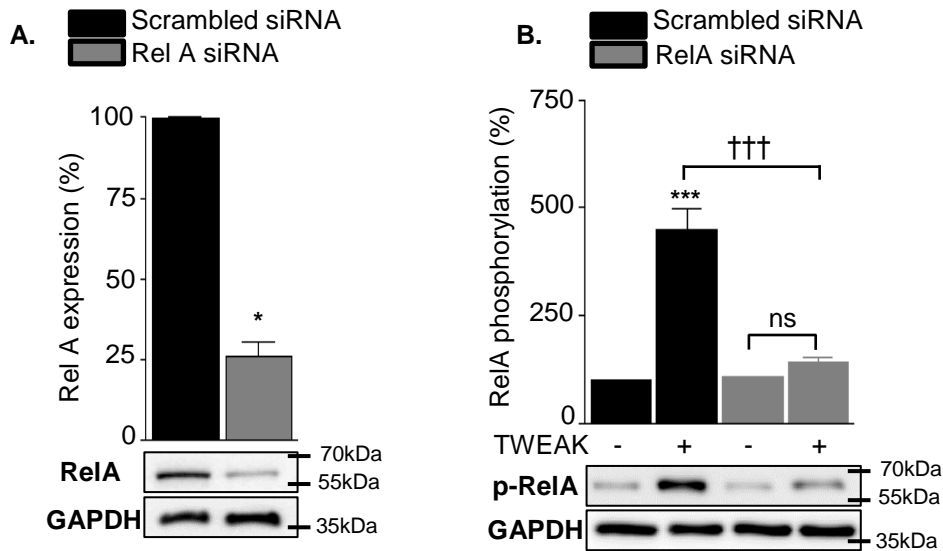 A.
Scrambled siRNA
Rel A siRNA
Rel A expression (%)
100
75
50
25
0
*
RelA
70kDa
55kDa
GAPDH
35kDa
B.
Scrambled siRNA
RelA siRNA
RelA phosphorylation (%)
750
500
250
0
†††
***
ns
TWEAK - + - +
p-RelA
70kDa
55kDa
GAPDH
35kDa